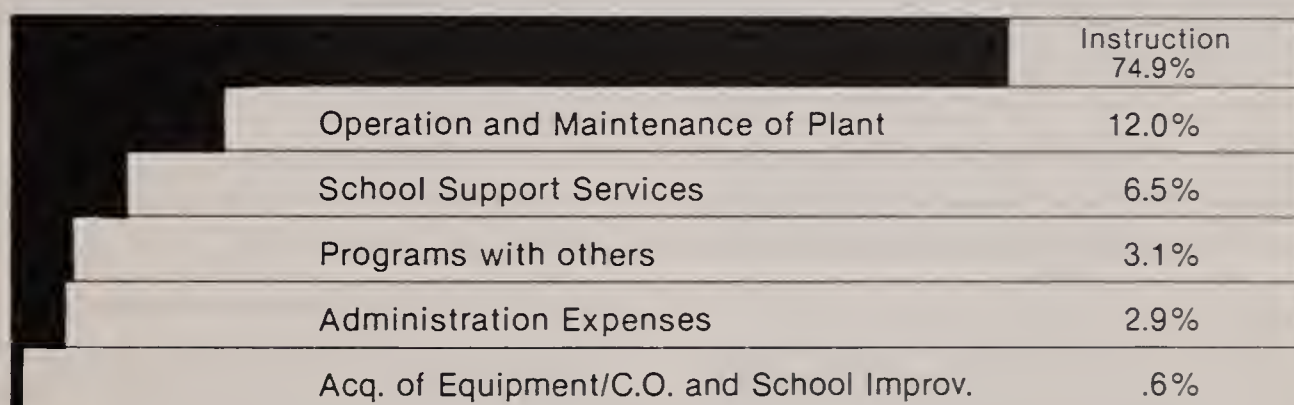 Instruction
74.9%
Operation and Maintenance of Plant 12.0%
School Support Services 6.5%
Programs with others 3.1%
Administration Expenses 2.9%
Acq. of Equipment/C.O. and School Improv. .6%